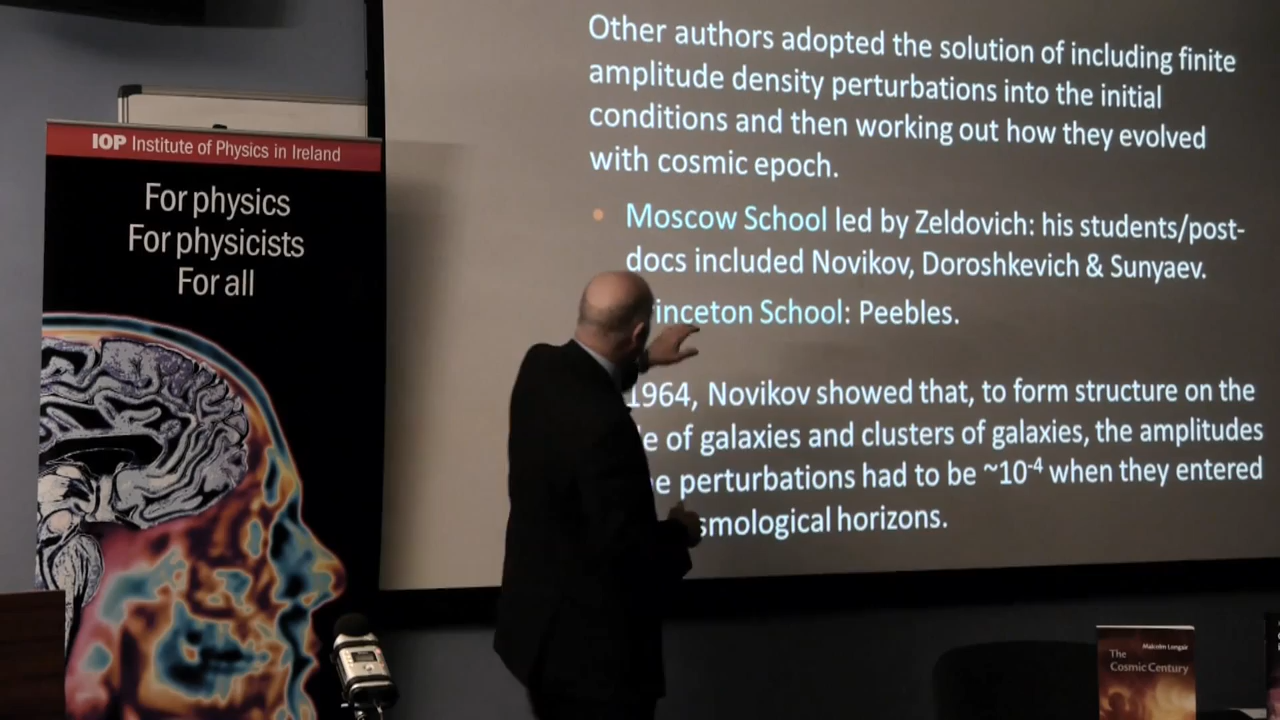 IOP Institute of Physics in Ireland
For physics
For physicists
For all
Other authors adopted the solution of including finite
amplitude density perturbations into the initial
conditions and then working out how they evolved
with cosmic epoch.
• Moscow School led by Zeldovich: his students/post-
docs included Novikov, Doroshkevich & Sunyaev.
inceton School: Peebles.
1964, Novikov showed that, to form structure on the
e of galaxies and clusters of galaxies, the amplitudes
e perturbations had to be ~10⁻⁴ when they entered
smological horizons.
Malcolm Longair
The
Cosmic Century